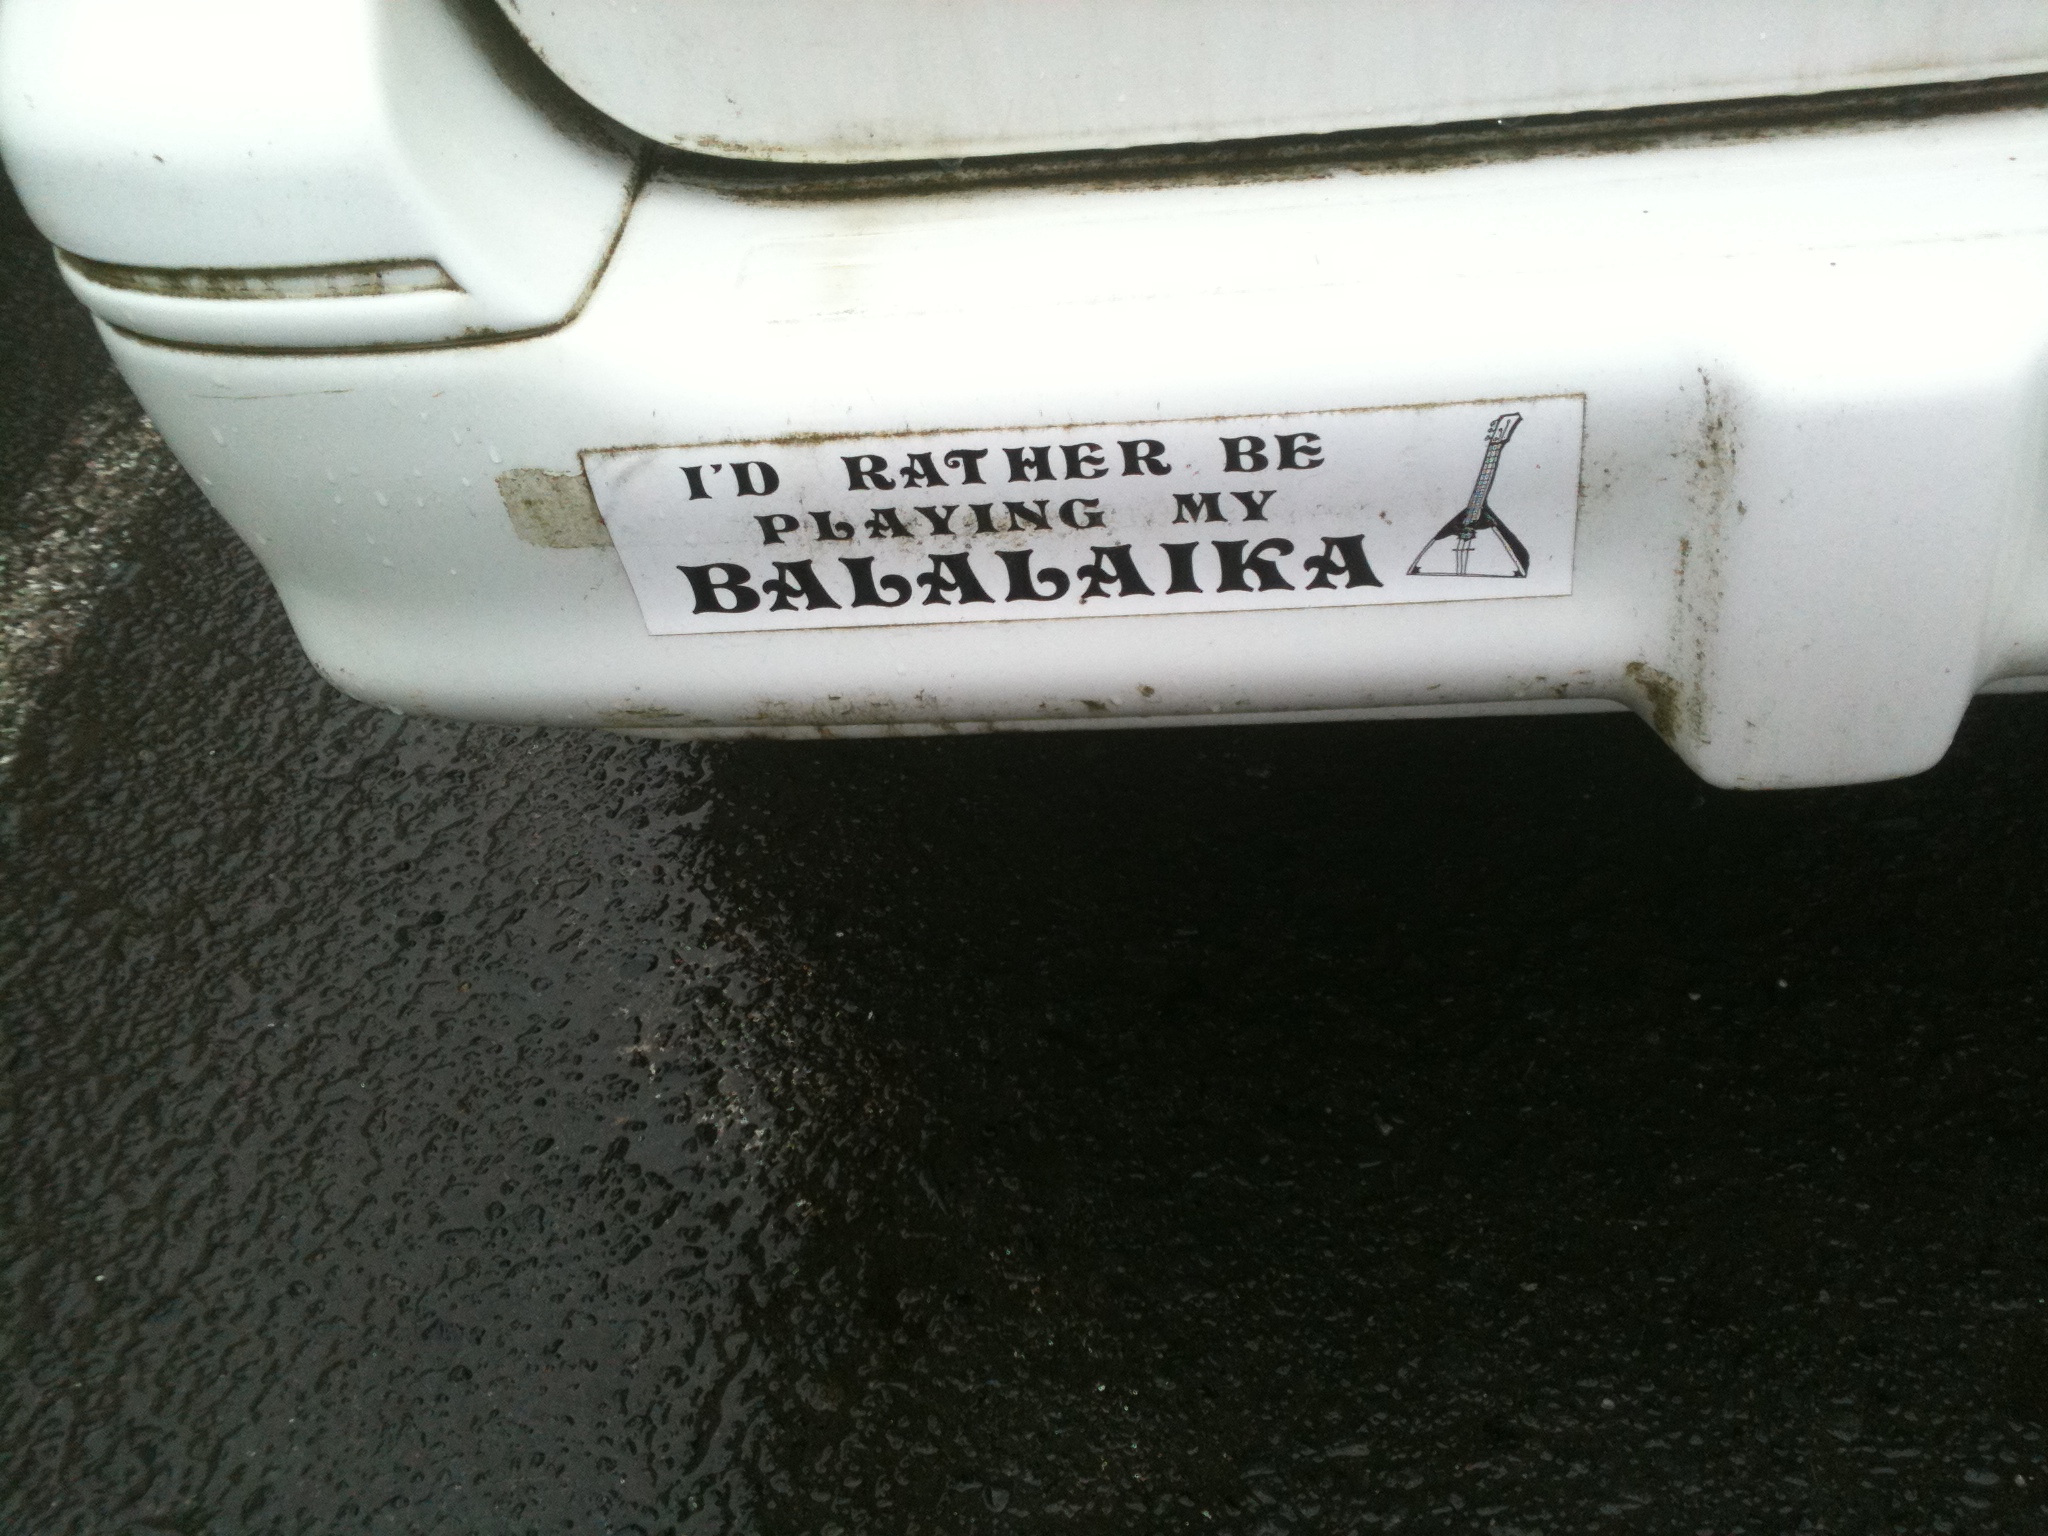 I'D RATHER BE
PLAYING MY
BALALAIKA